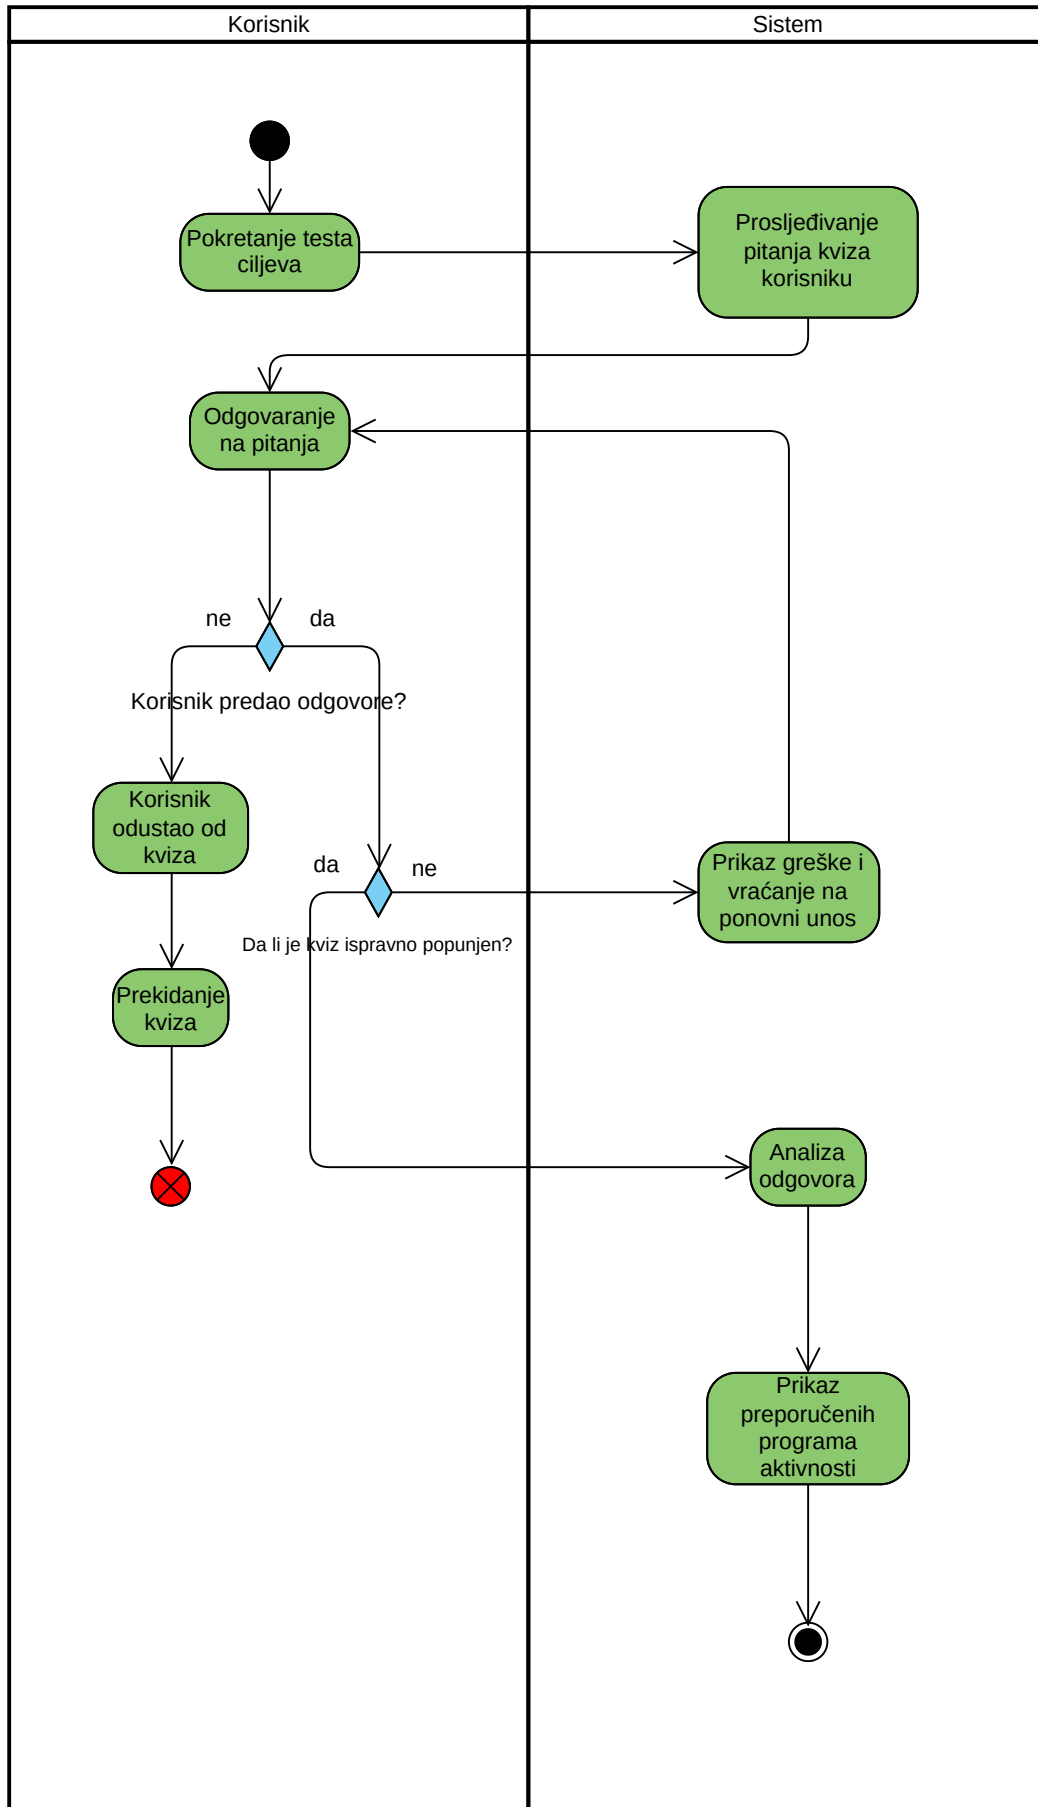 Korisnik
Sistem
Pokretanje testa
ciljeva
Prosljeđivanje
pitanja kviza
korisniku
Odgovaranje
na pitanja
ne
da
Korisnik predao odgovore?
Korisnik
odustao od
kviza
da
ne
Prikaz greške i
vraćanje na
ponovni unos
Da li je kviz ispravno popunjen?
Prekidanje
kviza
Analiza
odgovora
Prikaz
preporučenih
programa
aktivnosti